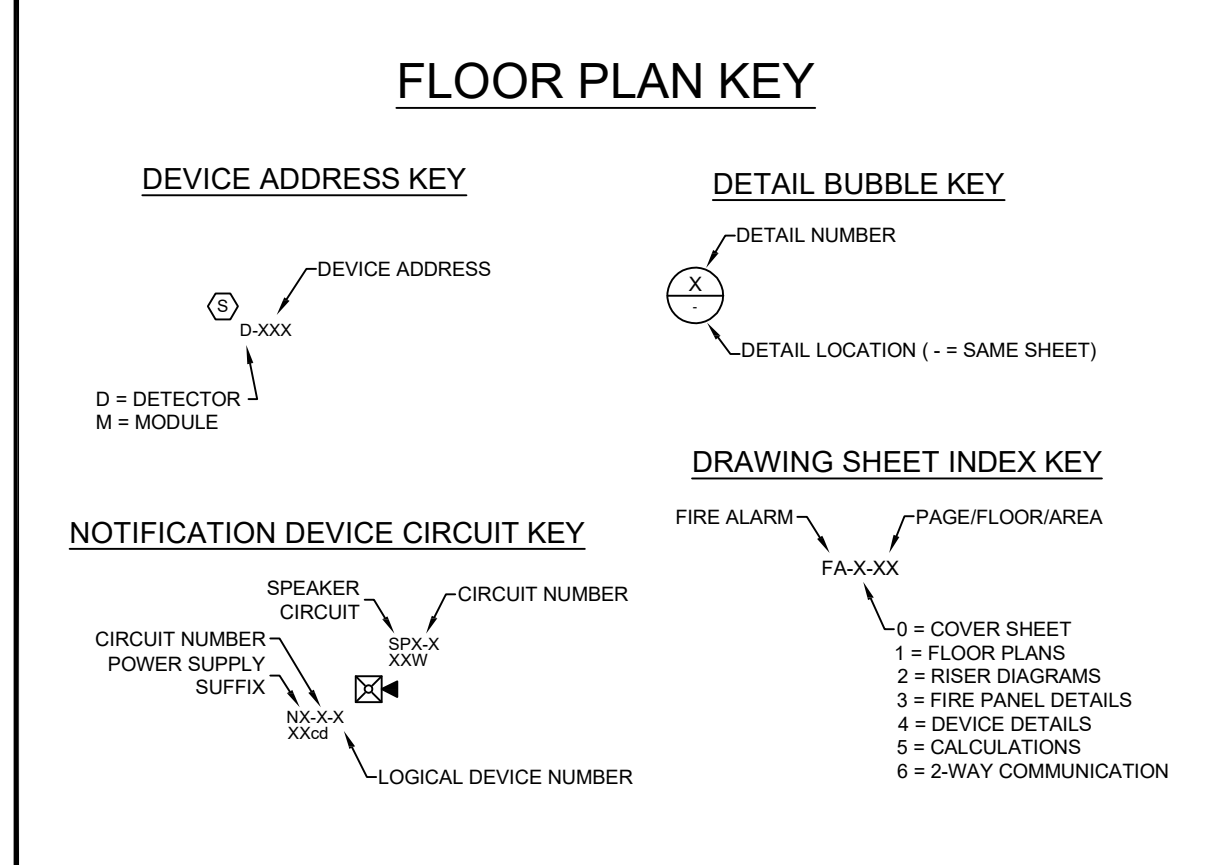 FLOOR PLAN KEY
DEVICE ADDRESS KEY
DEVICE ADDRESS
S
D-XXX
D = DETECTOR
M = MODULE
DETAIL BUBBLE KEY
DETAIL NUMBER
X
-
DETAIL LOCATION ( - = SAME SHEET)
NOTIFICATION DEVICE CIRCUIT KEY
SPEAKER
CIRCUIT
CIRCUIT NUMBER
SPX-X
XXW
CIRCUIT NUMBER
POWER SUPPLY
SUFFIX
NX-X-X
XXcd
LOGICAL DEVICE NUMBER
DRAWING SHEET INDEX KEY
FIRE ALARM
PAGE/FLOOR/AREA
FA-X-XX
0 = COVER SHEET
1 = FLOOR PLANS
2 = RISER DIAGRAMS
3 = FIRE PANEL DETAILS
4 = DEVICE DETAILS
5 = CALCULATIONS
6 = 2-WAY COMMUNICATION